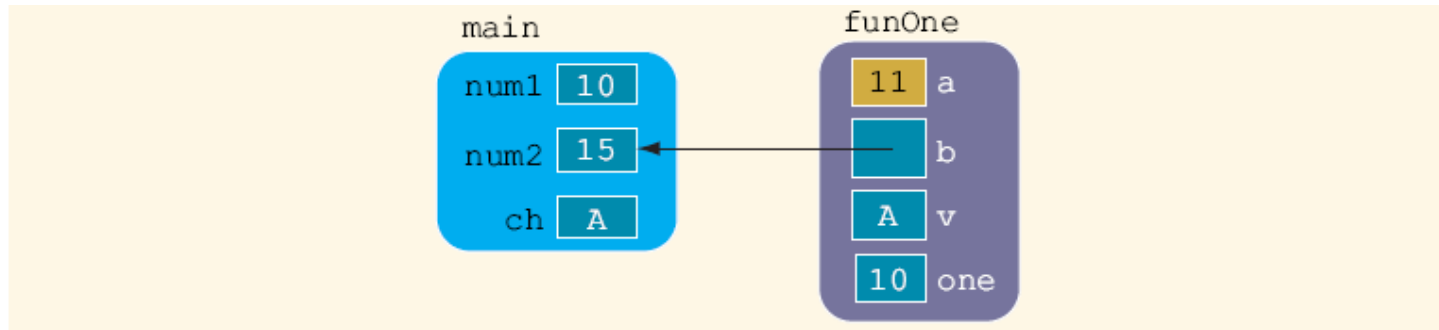 main
num1 10
num2 15
ch A
funOne
11 a
b
A v
10 one